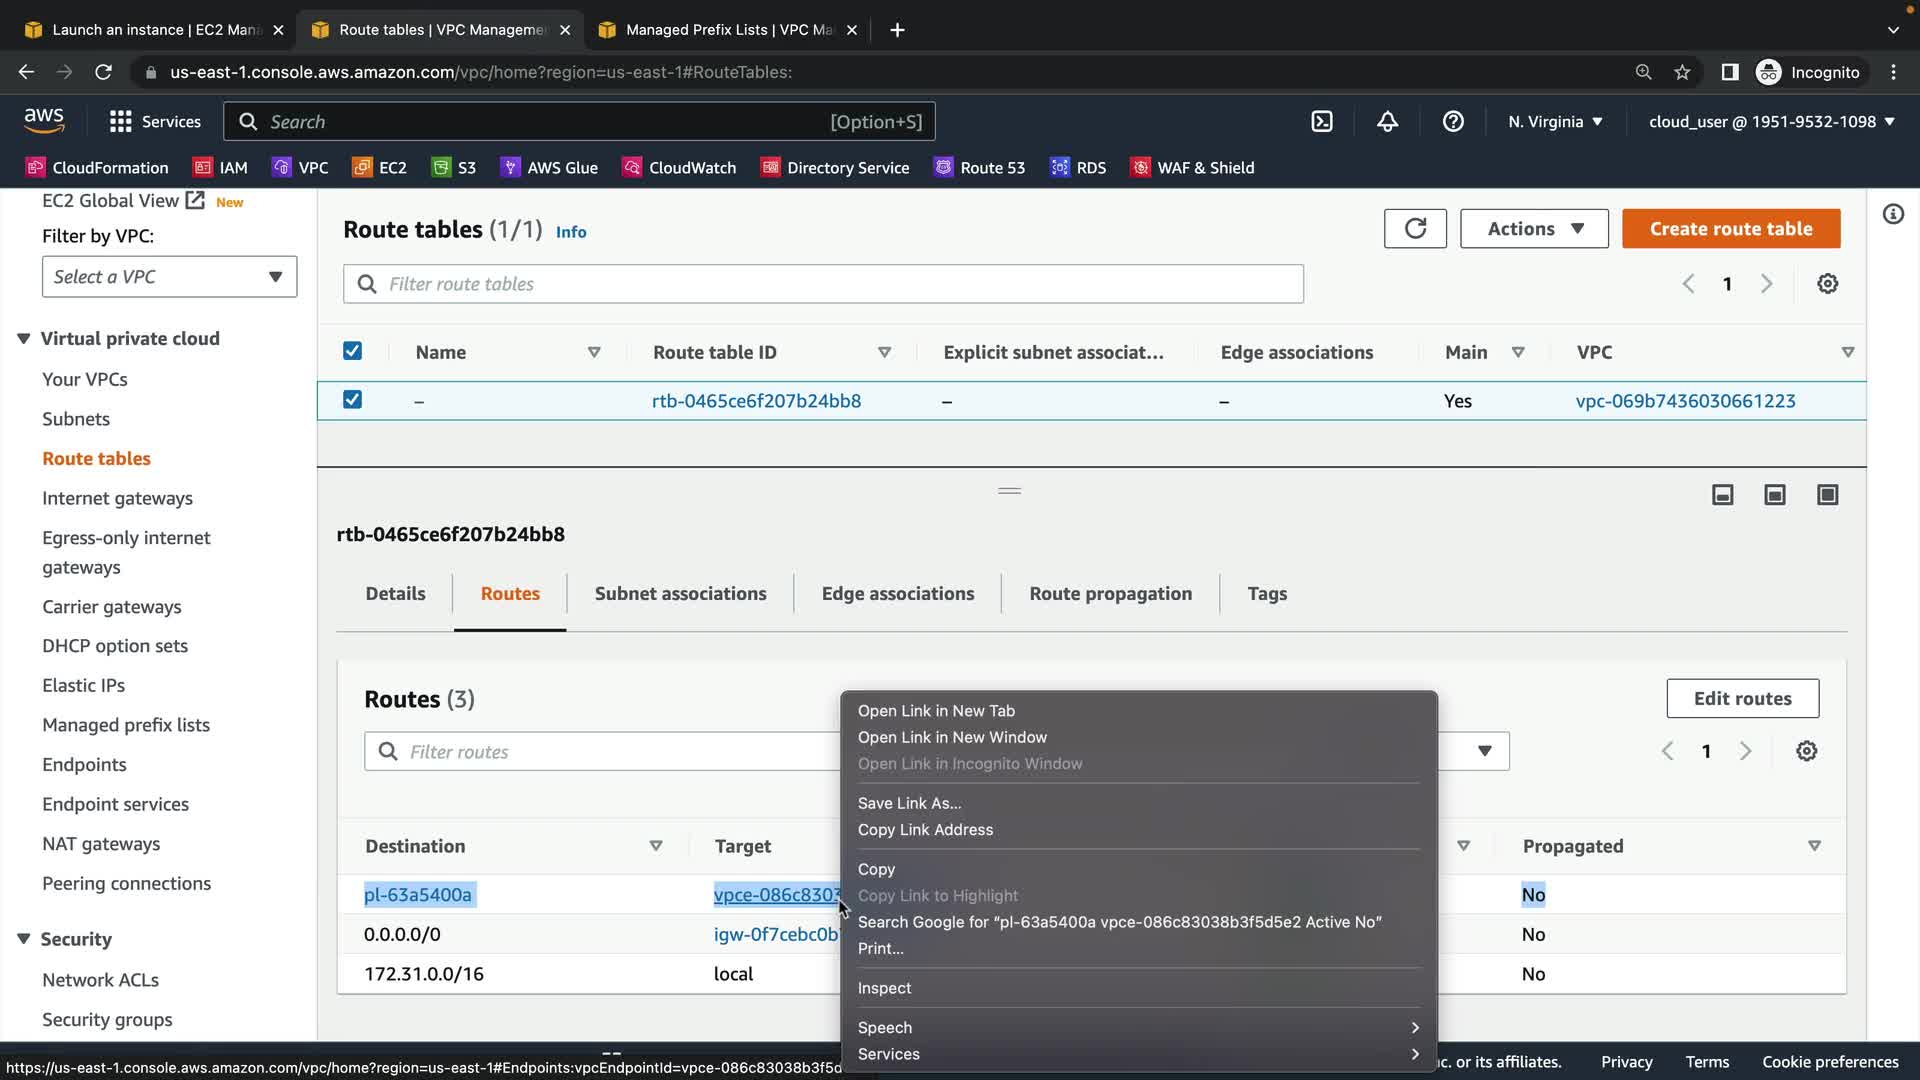 Launch an instance | EC2 Mana
Route tables | VPC Managemen
Managed Prefix Lists | VPC Ma
us-east-1.console.aws.amazon.com/vpc/home?region=us-east-1#RouteTables:
Incognito
aws
Services
Search
[Option+S]
N. Virginia
cloud_user @ 1951-9532-1098
CloudFormation
IAM
VPC
EC2
S3
AWS Glue
CloudWatch
Directory Service
Route 53
RDS
WAF & Shield
EC2 Global View
New
Filter by VPC:
Select a VPC
Virtual private cloud
Your VPCs
Subnets
Route tables
Internet gateways
Egress-only internet
gateways
Carrier gateways
DHCP option sets
Elastic IPs
Managed prefix lists
Endpoints
Endpoint services
NAT gateways
Peering connections
Security
Network ACLs
Security groups
Route tables (1/1) Info
Actions
Create route table
Filter route tables
1
Name
Route table ID
Explicit subnet associat...
Edge associations
Main
VPC
–
rtb-0465ce6f207b24bb8
–
–
Yes
vpc-069b7436030661223
rtb-0465ce6f207b24bb8
Details
Routes
Subnet associations
Edge associations
Route propagation
Tags
Routes (3)
Edit routes
Filter routes
1
Destination
Target
Propagated
pl-63a5400a
vpce-086c8303
No
0.0.0.0/0
igw-0f7cebc0b
No
172.31.0.0/16
local
No
Open Link in New Tab
Open Link in New Window
Open Link in Incognito Window
Save Link As...
Copy Link Address
Copy
Copy Link to Highlight
Search Google for “pl-63a5400a vpce-086c83038b3f5d5e2 Active No”
Print...
Inspect
Speech
Services
https://us-east-1.console.aws.amazon.com/vpc/home?region=us-east-1#Endpoints:vpcEndpointId=vpce-086c83038b3f5d
nc. or its affiliates.
Privacy
Terms
Cookie preferences